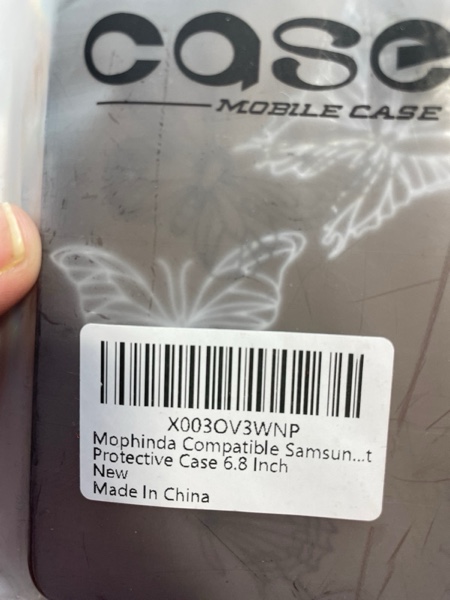 case
MOBILE CASE
X003OV3WNP
Mophinda Compatible Samsun...t
Protective Case 6.8 Inch
New
Made In China